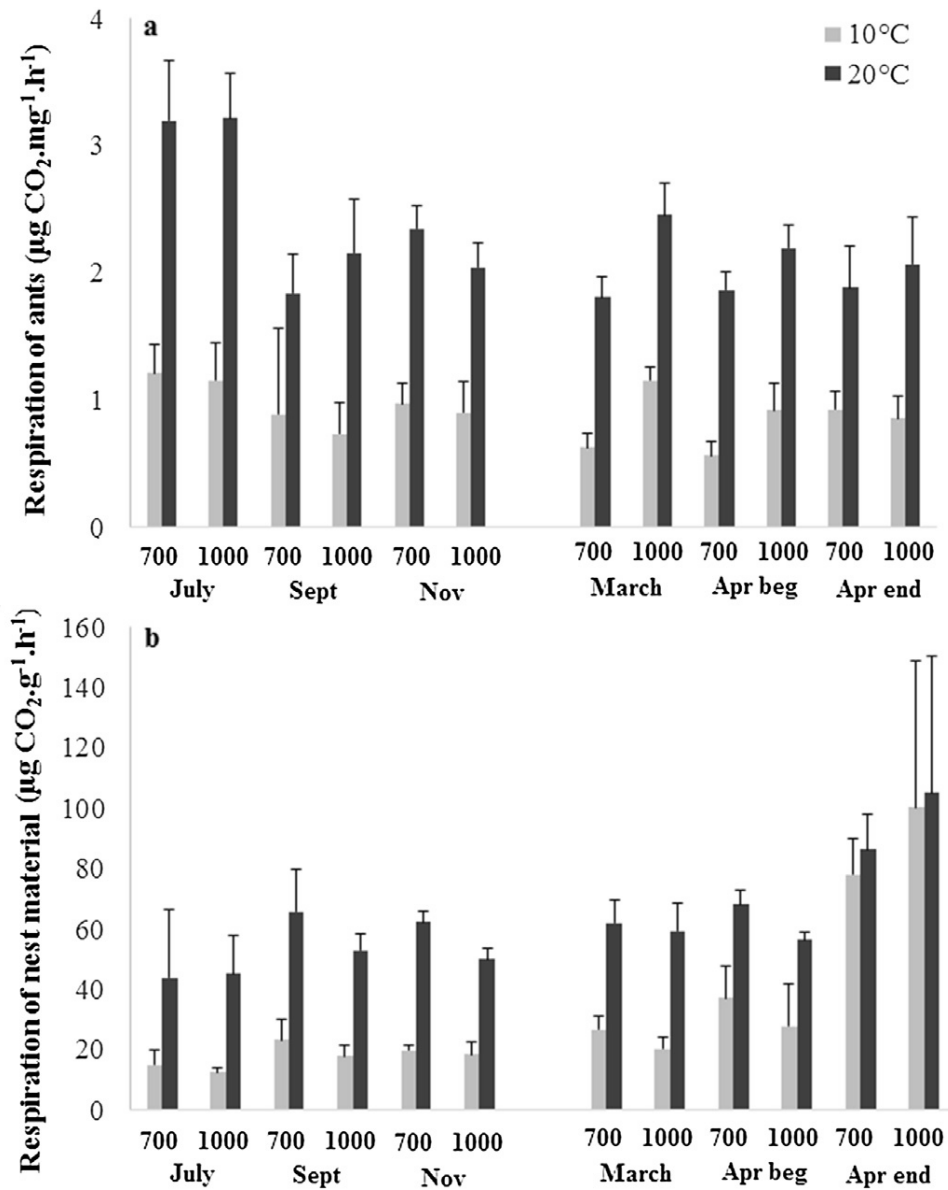 a
10°C
20°C
Respiration of ants (µg CO₂.mg⁻¹.h⁻¹)
4
3
2
1
0
700 1000 700 1000 700 1000 700 1000 700 1000 700 1000
July Sept Nov March Apr beg Apr end
b
Respiration of nest material (µg CO₂.g⁻¹.h⁻¹)
160
140
120
100
80
60
40
20
0
700 1000 700 1000 700 1000 700 1000 700 1000 700 1000
July Sept Nov March Apr beg Apr end